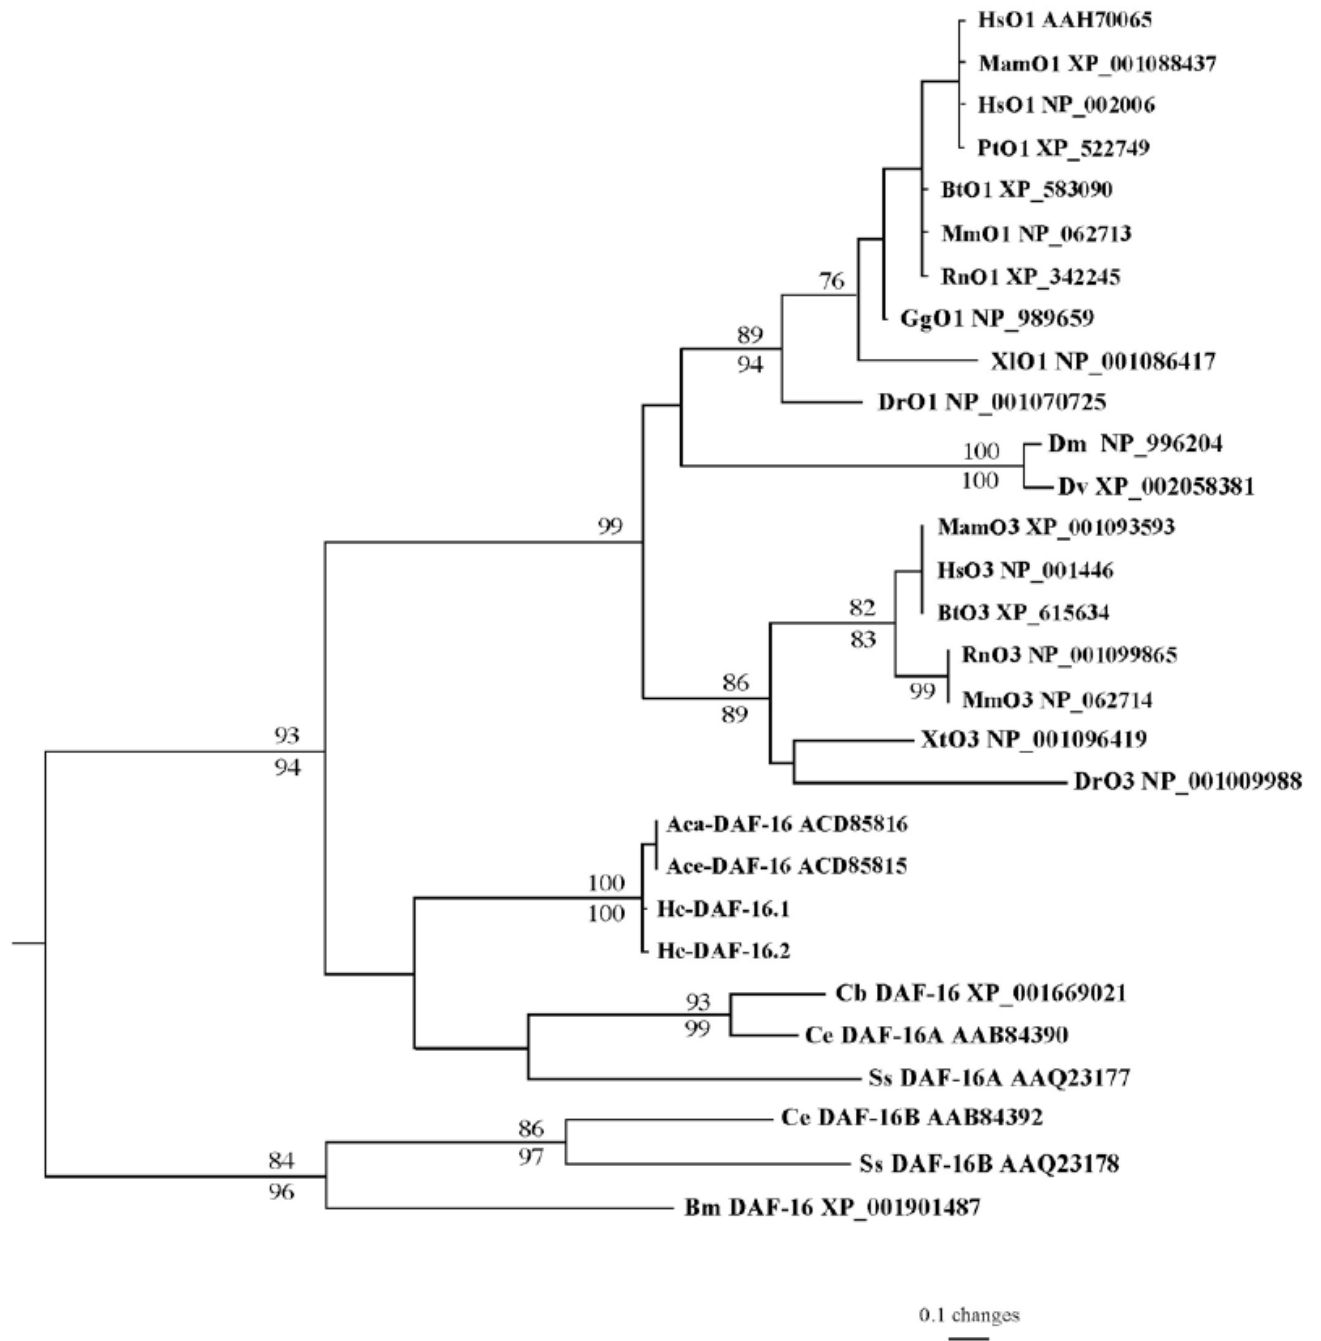 HsO1 AAH70065
MamO1 XP_001088437
HsO1 NP_002006
PtO1 XP_522749
BtO1 XP_583090
MmO1 NP_062713
RnO1 XP_342245
76
GgO1 NP_989659
89
94
XlO1 NP_001086417
DrO1 NP_001070725
Dm NP_996204
100
100
Dv XP_002058381
99
MamO3 XP_001093593
HsO3 NP_001446
82
83
BtO3 XP_615634
RnO3 NP_001099865
99
MmO3 NP_062714
86
89
XtO3 NP_001096419
93
94
DrO3 NP_001009988
Aca-DAF-16 ACD85816
Ace-DAF-16 ACD85815
100
100
Hc-DAF-16.1
Hc-DAF-16.2
Cb DAF-16 XP_001669021
93
99
Ce DAF-16A AAB84390
Ss DAF-16A AAQ23177
Ce DAF-16B AAB84392
86
97
Ss DAF-16B AAQ23178
84
96
Bm DAF-16 XP_001901487
0.1 changes